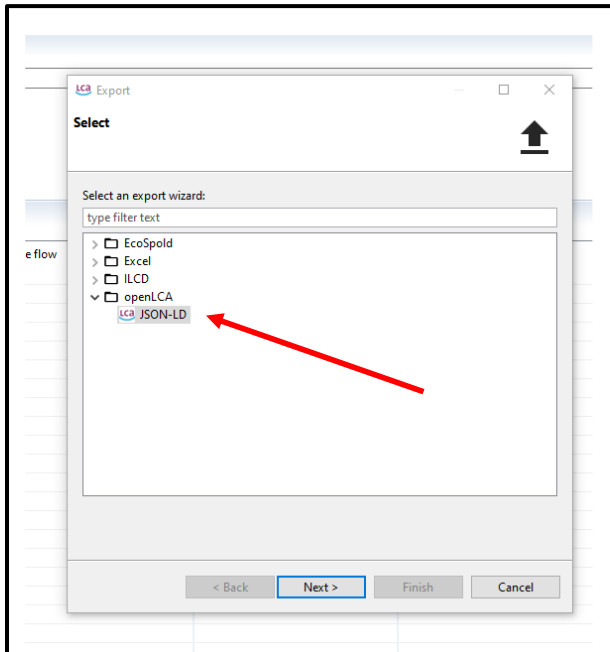 LCA Export
Select
Select an export wizard:
type filter text
EcoSpold
e flow
Excel
ILCD
openLCA
LCA JSON-LD
< Back Next > Finish Cancel